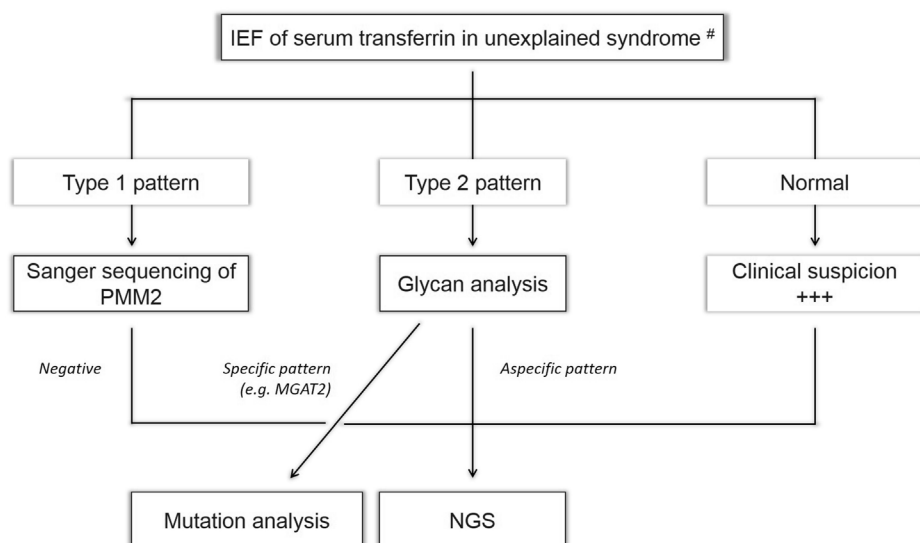 IEF of serum transferrin in unexplained syndrome #
Type 1 pattern
Type 2 pattern
Normal
Sanger sequencing of
PMM2
Glycan analysis
Clinical suspicion
+++
Negative
Specific pattern
(e.g. MGAT2)
Aspecific pattern
Mutation analysis
NGS